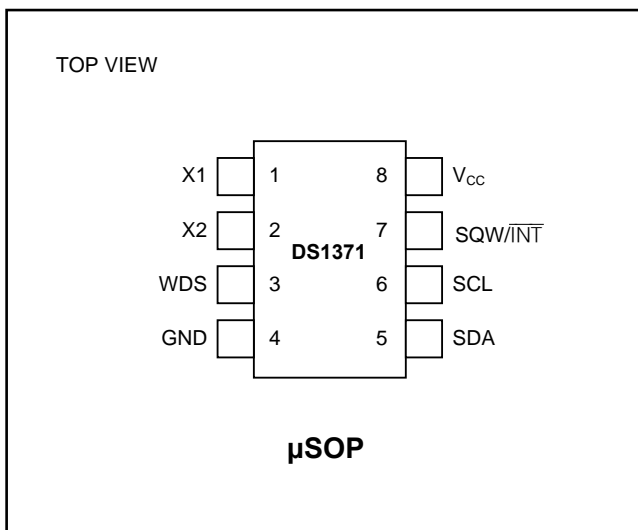 TOP VIEW
X1 1 8 VCC
X2 2 7 SQW/INT
DS1371
WDS 3 6 SCL
GND 4 5 SDA
µSOP